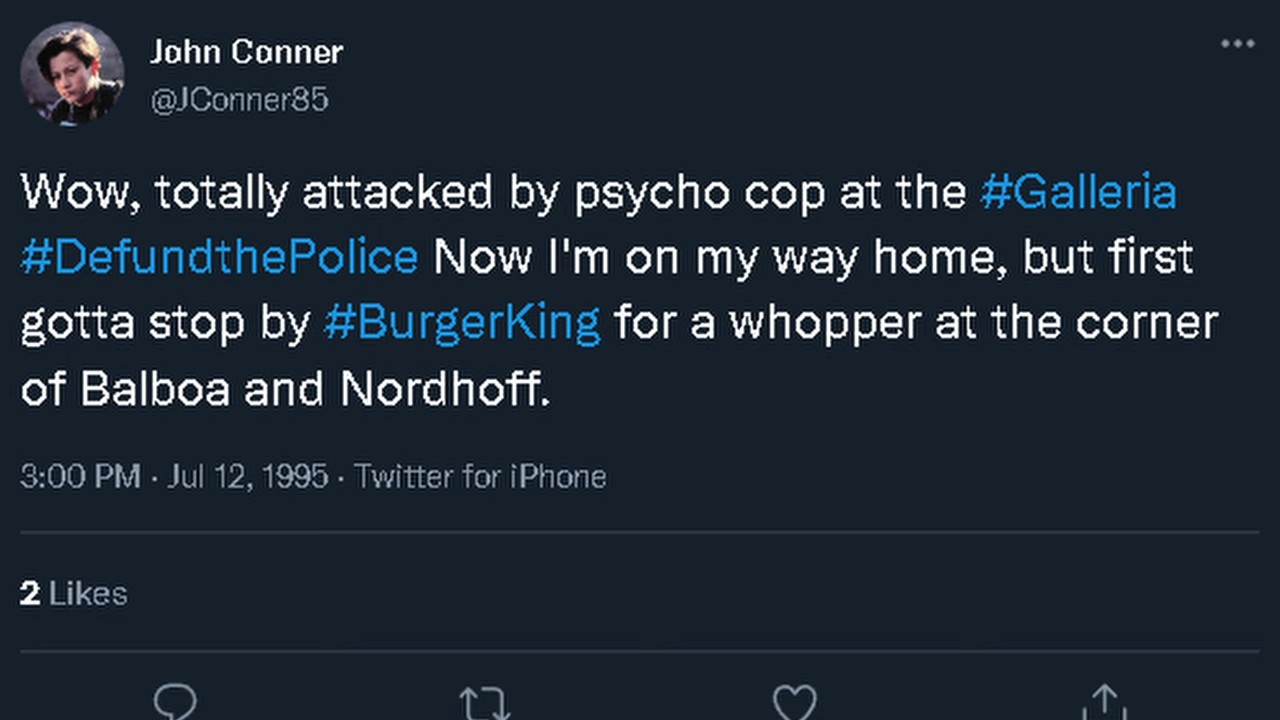 John Conner
@JConner85
Wow, totally attacked by psycho cop at the #Galleria
#DefundthePolice Now I'm on my way home, but first
gotta stop by #BurgerKing for a whopper at the corner
of Balboa and Nordhoff.
3:00 PM · Jul 12, 1995 · Twitter for iPhone
2 Likes